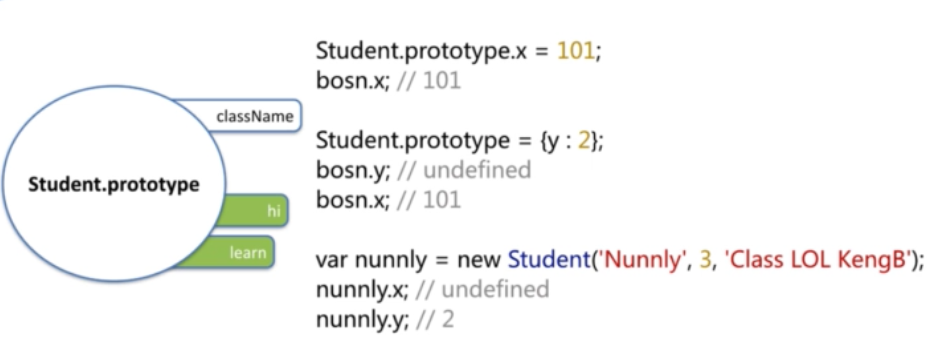 Student.prototype.x = 101;
bosn.x; // 101
className
Student.prototype = {y : 2};
bosn.y; // undefined
Student.prototype
bosn.x; // 101
hi
learn
var nunnly = new Student('Nunnly', 3, 'Class LOL KengB');
nunnly.x; // undefined
nunnly.y; // 2